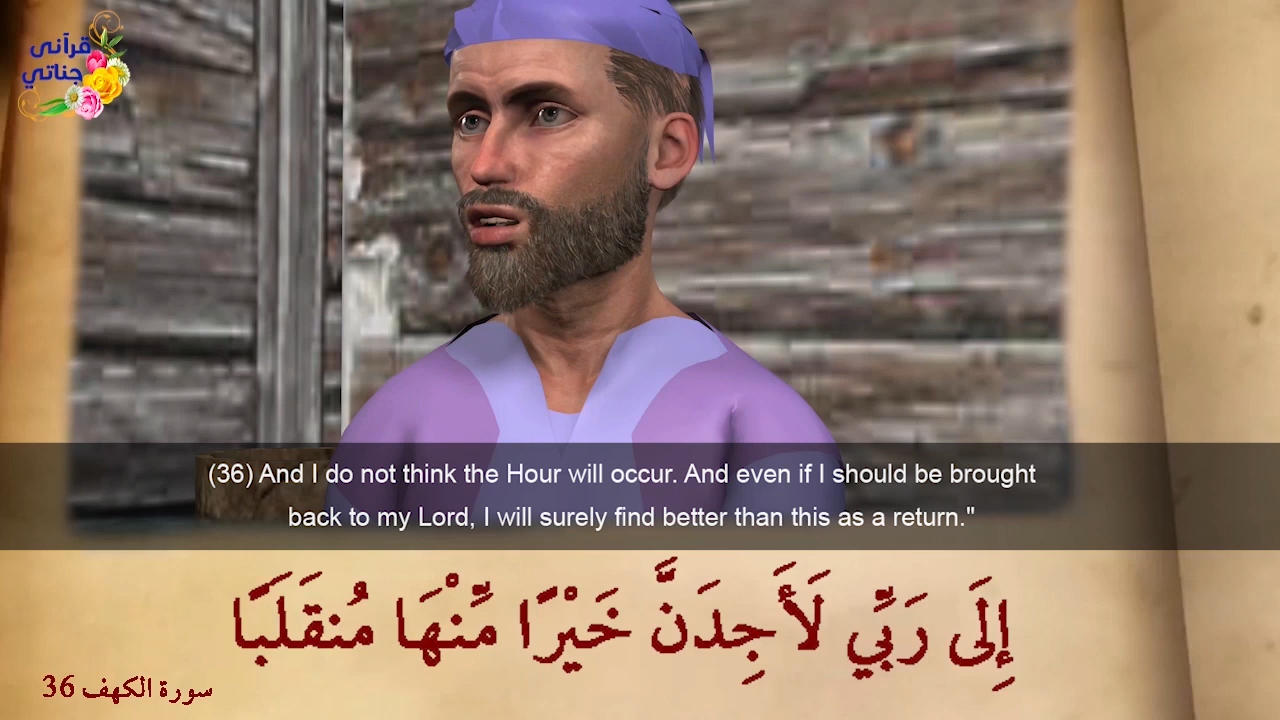 قرآنى
جناتي
(36) And I do not think the Hour will occur. And even if I should be brought
back to my Lord, I will surely find better than this as a return."
إِلَى رَبِّي لَأَجِدَنَّ خَيْرًا مِّنْهَا مُنقَلَبًا
سورة الكهف 36